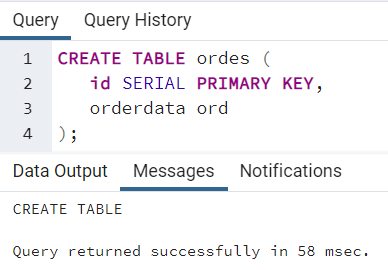 Query Query History
1 CREATE TABLE ordes (
2 id SERIAL PRIMARY KEY,
3 orderdata ord
4 );
Data Output Messages Notifications
CREATE TABLE
Query returned successfully in 58 msec.